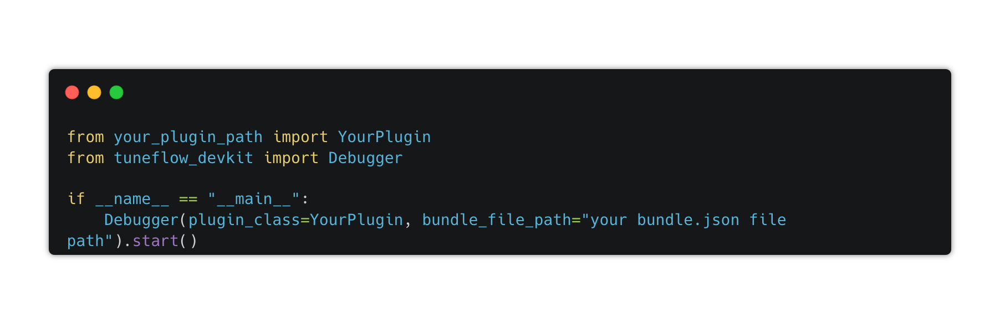 from your_plugin_path import YourPlugin
from tuneflow_devkit import Debugger

if __name__ == "__main__":
    Debugger(plugin_class=YourPlugin, bundle_file_path="your bundle.json file
path").start()